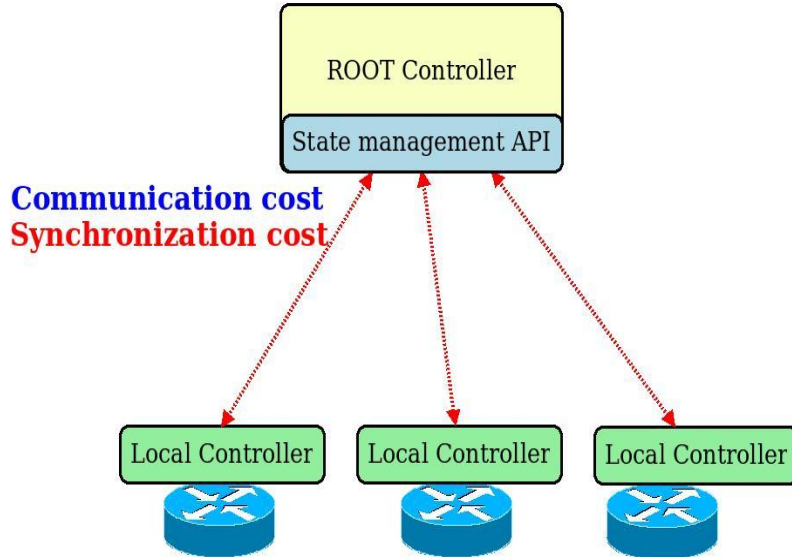 ROOT Controller
State management API
Communication cost
Synchronization cost
Local Controller
Local Controller
Local Controller